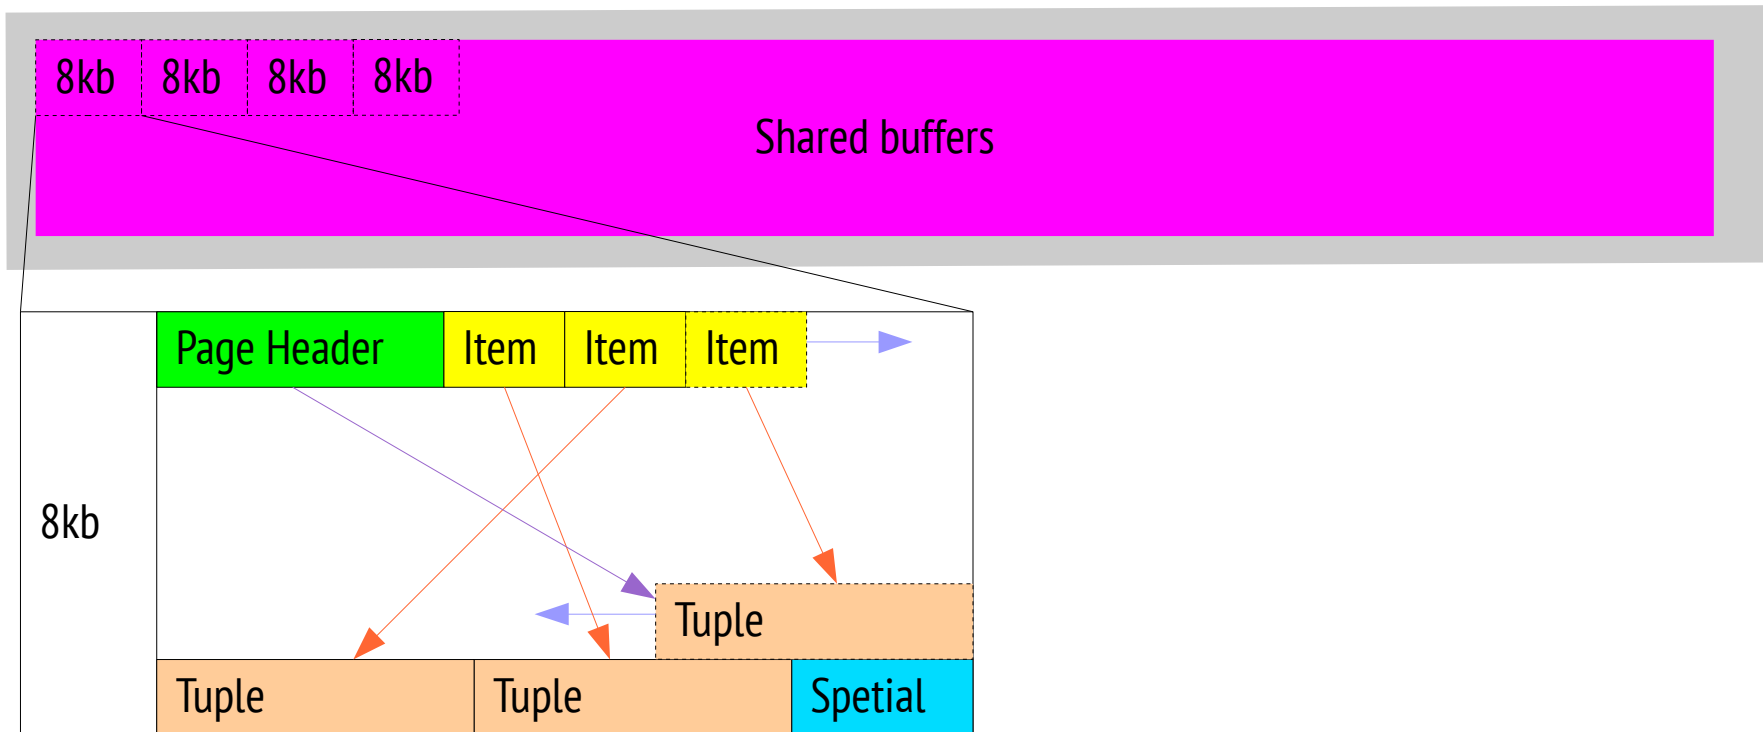 8kb 8kb 8kb 8kb
Shared buffers
Page Header Item Item Item
8kb
Tuple
Tuple Tuple Spetial